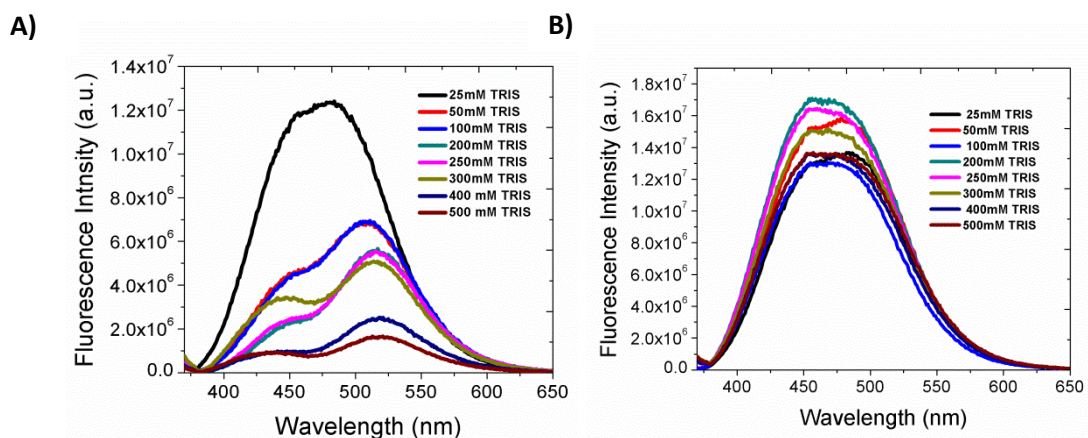 A)
Fluorescence Intnsity (a.u.)
1.4x10⁷
1.2x10⁷
1.0x10⁷
8.0x10⁶
6.0x10⁶
4.0x10⁶
2.0x10⁶
0.0
25mM TRIS
50mM TRIS
100mM TRIS
200mM TRIS
250mM TRIS
300mM TRIS
400 mM TRIS
500 mM TRIS
400 450 500 550 600 650
Wavelength (nm)
B)
Fluorescence Intensity (a.u.)
1.8x10⁷
1.6x10⁷
1.4x10⁷
1.2x10⁷
1.0x10⁷
8.0x10⁶
6.0x10⁶
4.0x10⁶
2.0x10⁶
0.0
25mM TRIS
50mM TRIS
100mM TRIS
200mM TRIS
250mM TRIS
300mM TRIS
400mM TRIS
500mM TRIS
400 450 500 550 600 650
Wavelength (nm)